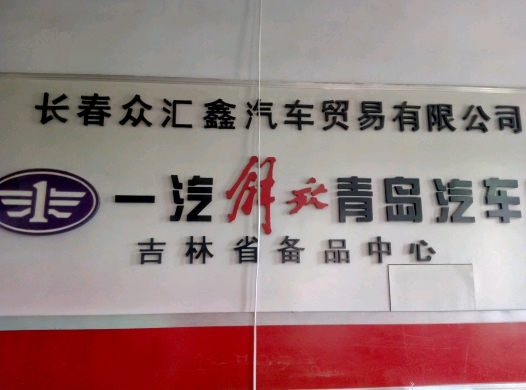 长春众汇鑫汽车贸易有限公司
一汽解放青岛汽车
吉林省备品中心